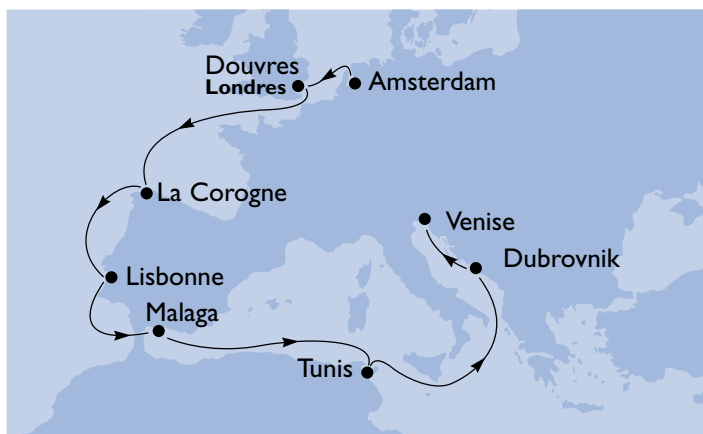 Douvres
Londres
Amsterdam
La Corogne
Venise
Dubrovnik
Lisbonne
Malaga
Tunis